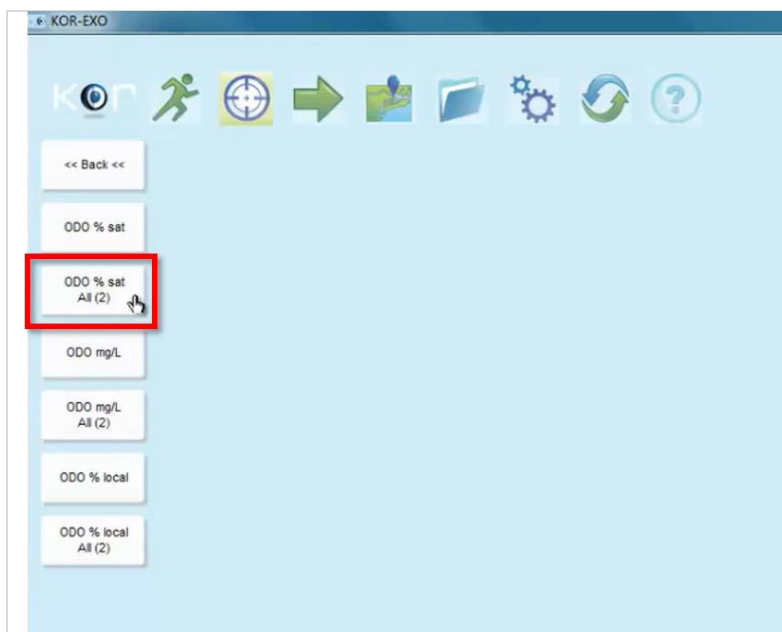 KOR-EXO
Kor
?
<< Back <<
ODO % sat
ODO % sat
All (2)
ODO mg/L
ODO mg/L
All (2)
ODO % local
ODO % local
All (2)